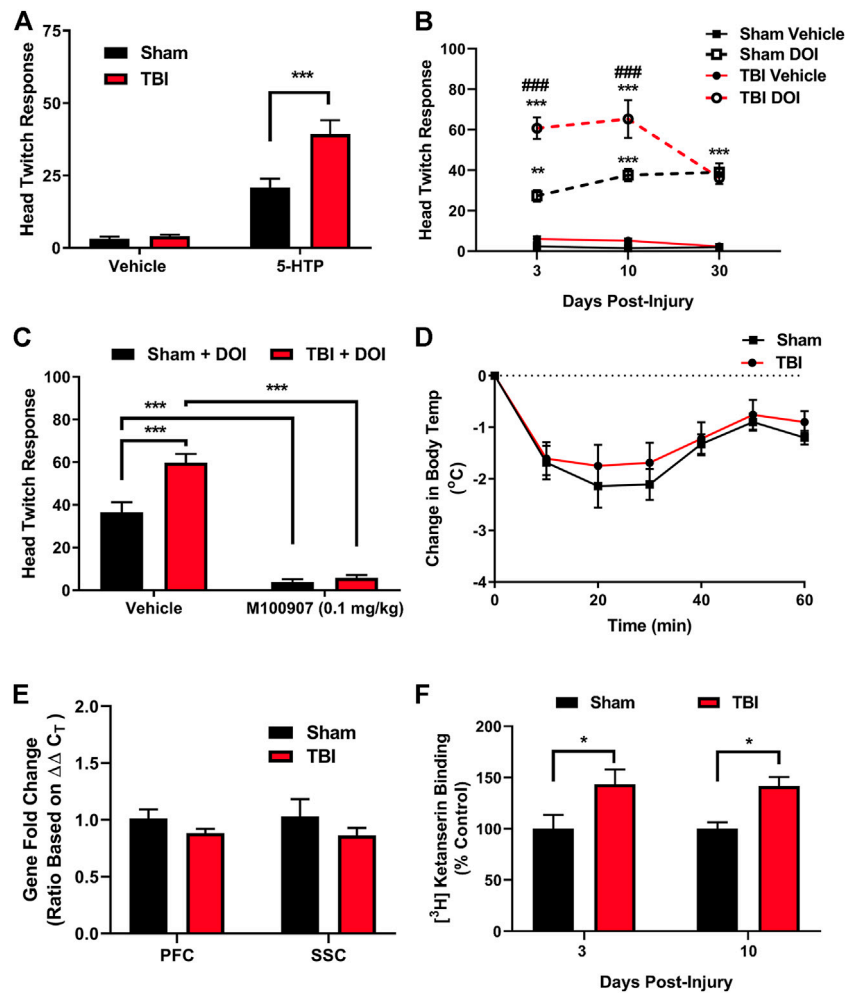 A
Sham
TBI
Head Twitch Response
75
50
25
0
***
Vehicle
5-HTP
B
Sham Vehicle
Sham DOI
TBI Vehicle
TBI DOI
Head Twitch Response
100
80
60
40
20
0
###
***
**
###
***
***
***
3
10
30
Days Post-Injury
C
Sham + DOI
TBI + DOI
Head Twitch Response
100
80
60
40
20
0
***
***
***
Vehicle
M100907 (0.1 mg/kg)
D
Sham
TBI
Change in Body Temp
(°C)
0
-1
-2
-3
-4
0
20
40
60
Time (min)
E
Sham
TBI
Gene Fold Change
(Ratio Based on ΔΔ CT )
2.0
1.5
1.0
0.5
0.0
PFC
SSC
F
Sham
TBI
[³H] Ketanserin Binding
(% Control)
200
150
100
50
0
*
*
3
10
Days Post-Injury